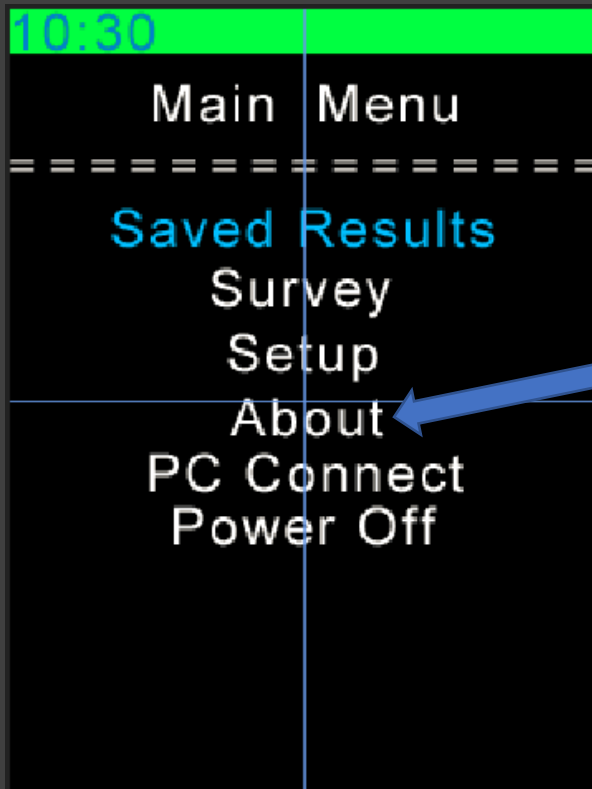 10:30
Main Menu
==============
Saved Results
Survey
Setup
About
PC Connect
Power Off